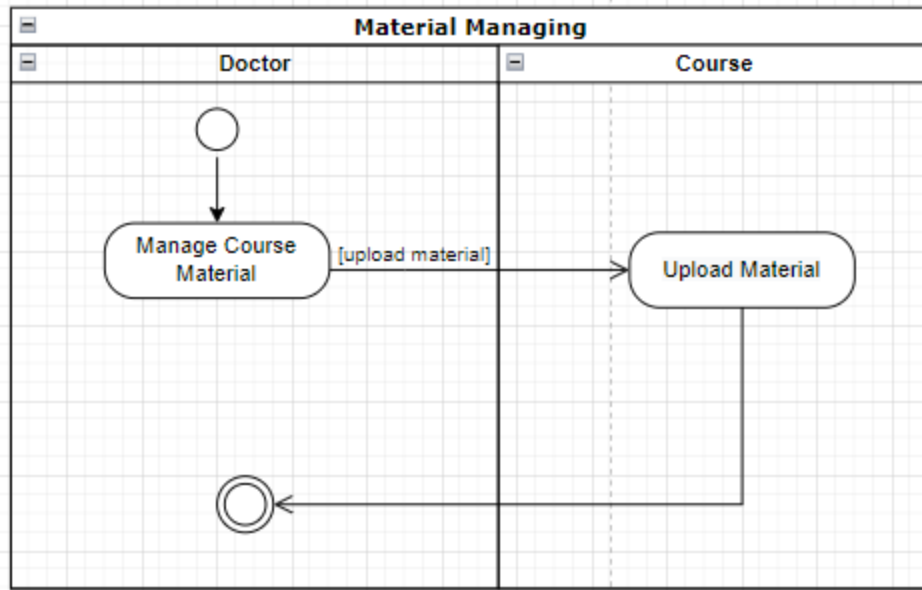 Material Managing
Doctor
Course
Manage Course
Material
[upload material]
Upload Material